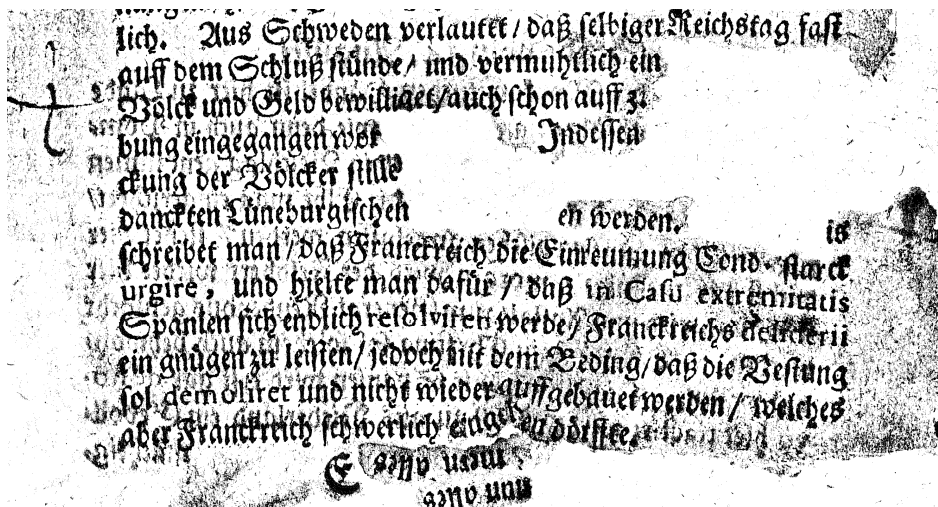 lich. Aus Schweden verlautet / daß selbiger Reichstag fast
auff dem Schluß stünde / und vermuhtlich ein
Völck und Geld bewilliget / auch schon auff
bung eingegangen Indessen
ckung der Völcker stille
danckten Lüneburgischen en werden. is
schreibet man / daß Franckreich die Einreumung Cond- starck
urgire, und hielte man dafür / daß in Casu extremitatis
Spanien sich endlich resolviren werde / Franckreichs desiderii
ein gnügen zu leisten / jedoch mit dem Beding / daß die Vestung
sol demoliret und nicht wieder auffgebauet werden / welches
aber Franckreich schwerlich dörffte.